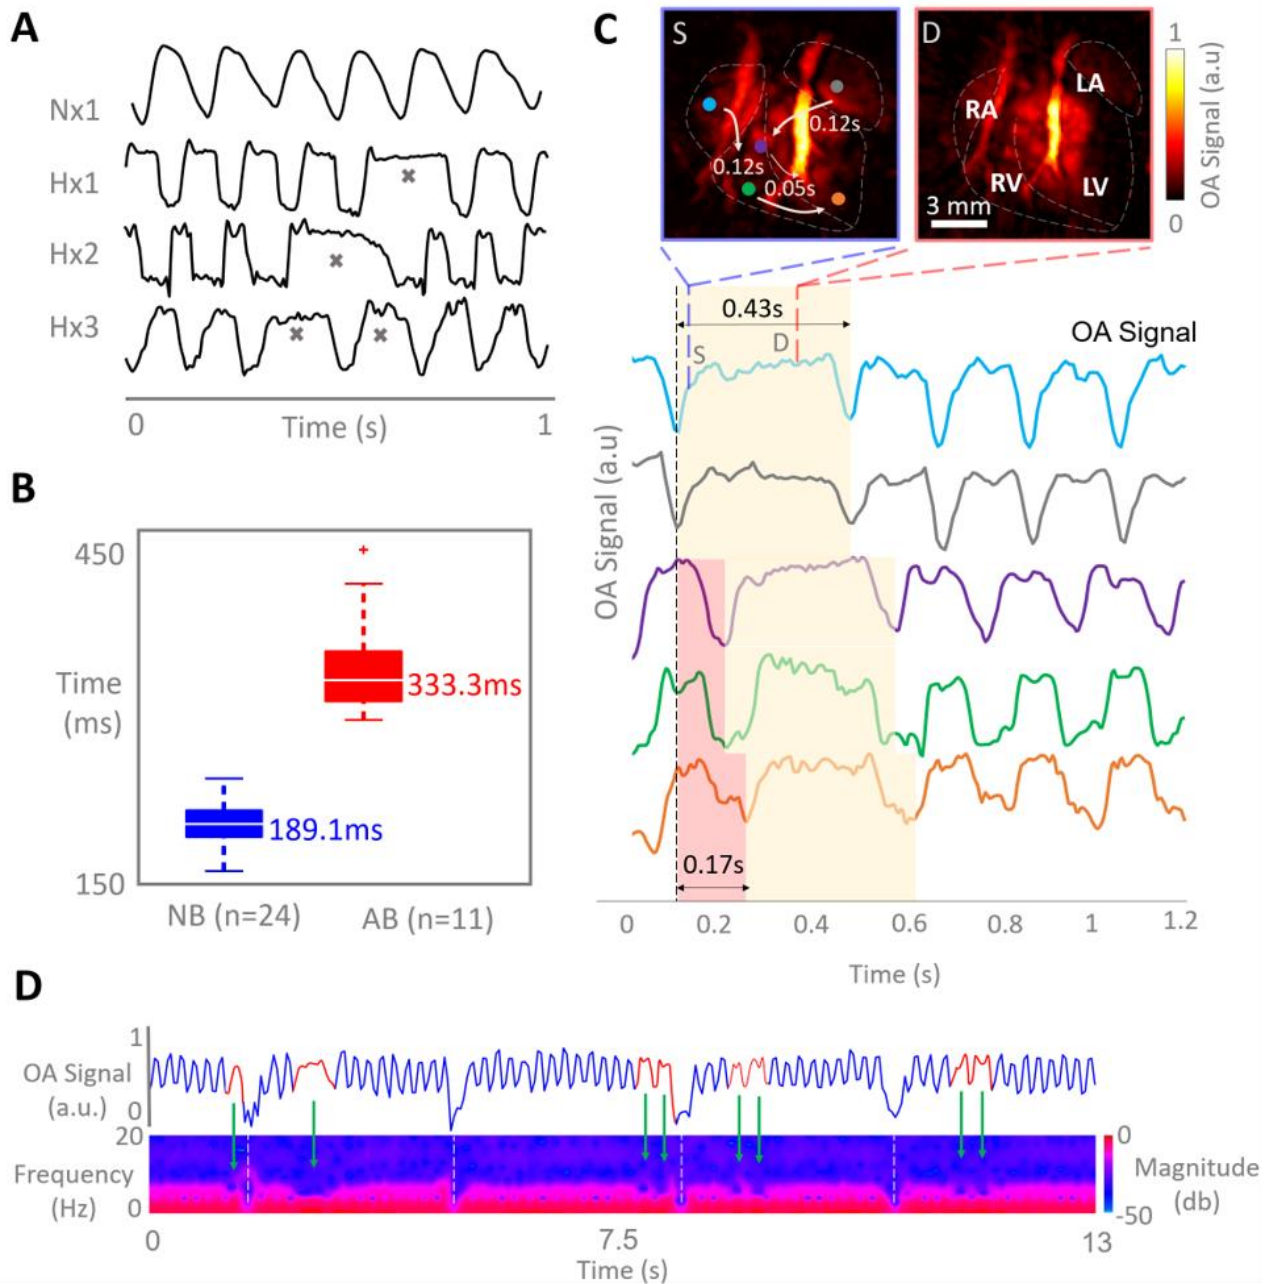 A
Nx1
Hx1
Hx2
Hx3
0
Time (s)
1
B
450
Time
(ms)
333.3ms
189.1ms
150
NB (n=24)
AB (n=11)
C
S
D
LA
RA
RV
LV
0.12s
0.12s
0.05s
3 mm
1
0
OA Signal (a.u)
0.43s
OA Signal
S
D
OA Signal (a.u)
0.17s
0 0.2 0.4 0.6 0.8 1 1.2
Time (s)
D
1
OA Signal
(a.u.)
0
20
Frequency
(Hz)
0
0
Magnitude
(db)
-50
0 7.5 13
Time (s)